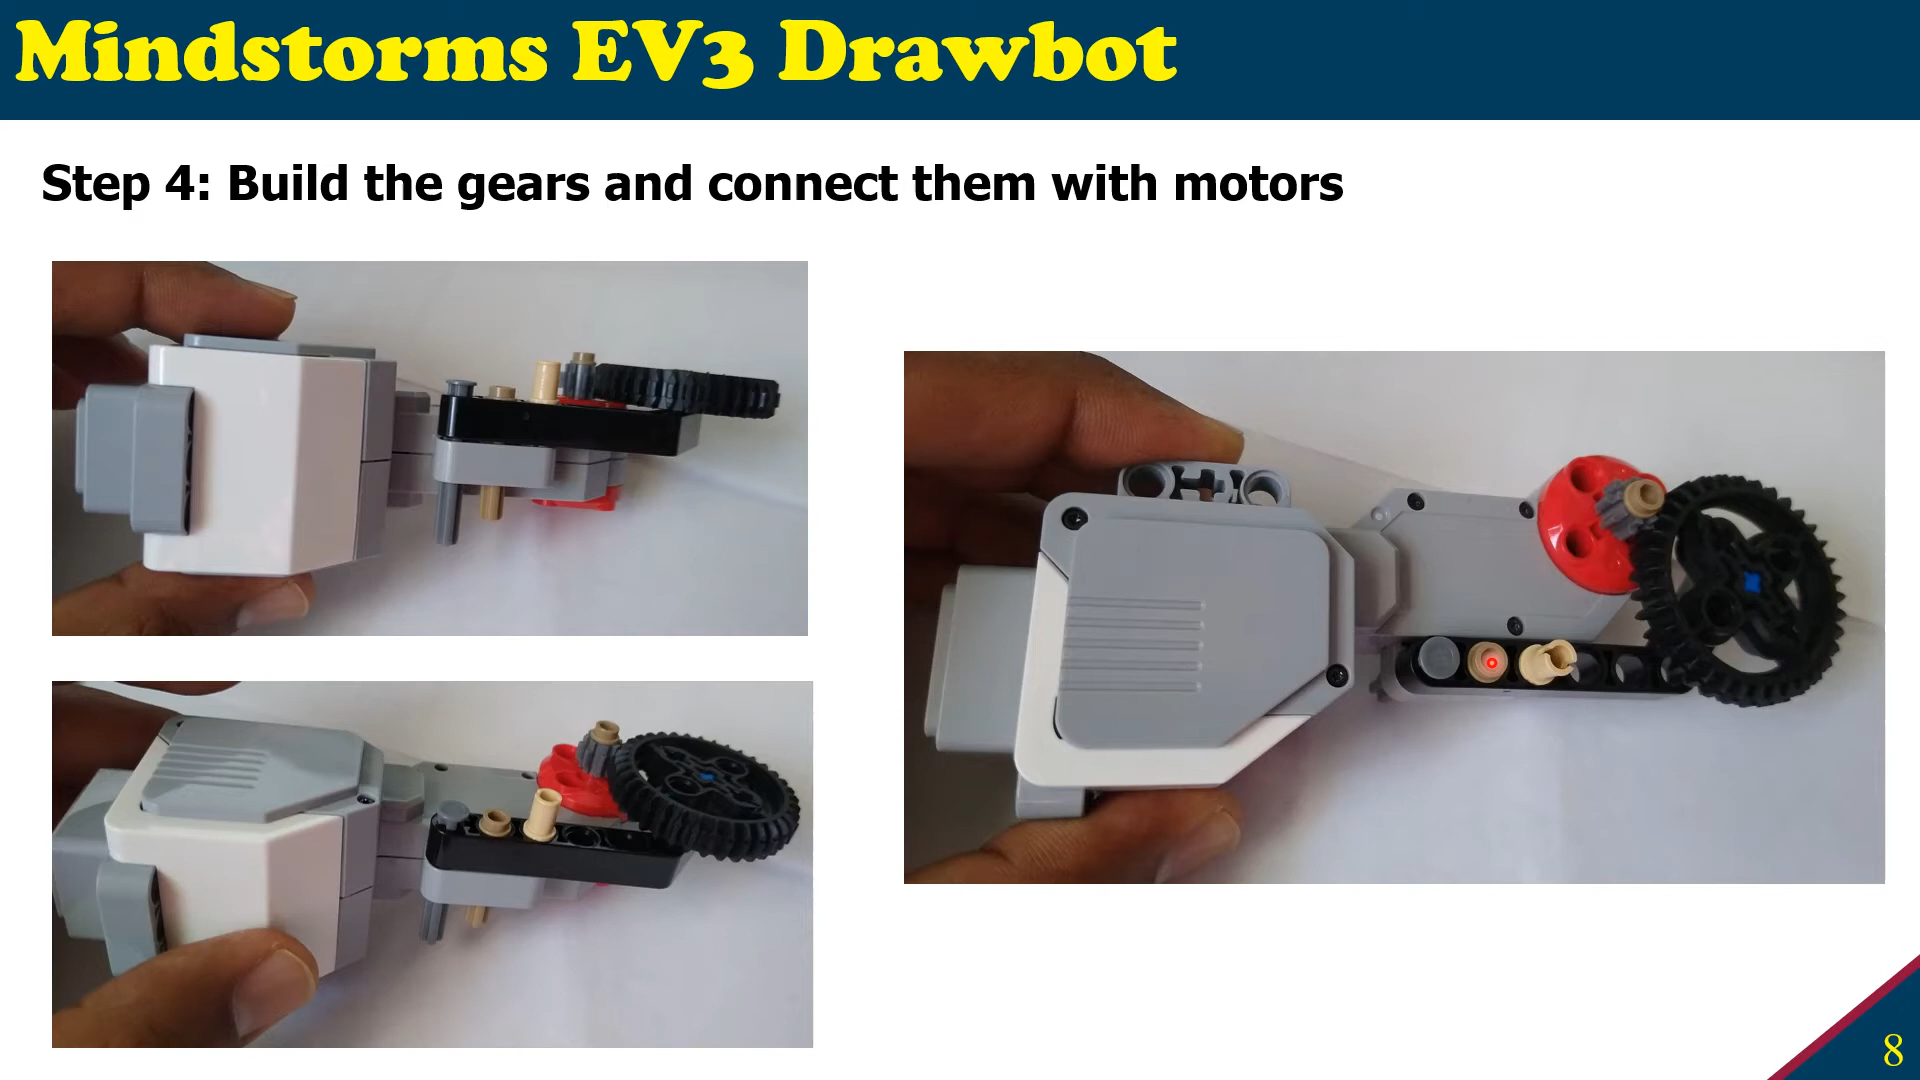 Mindstorms EV3 Drawbot
Step 4: Build the gears and connect them with motors
8